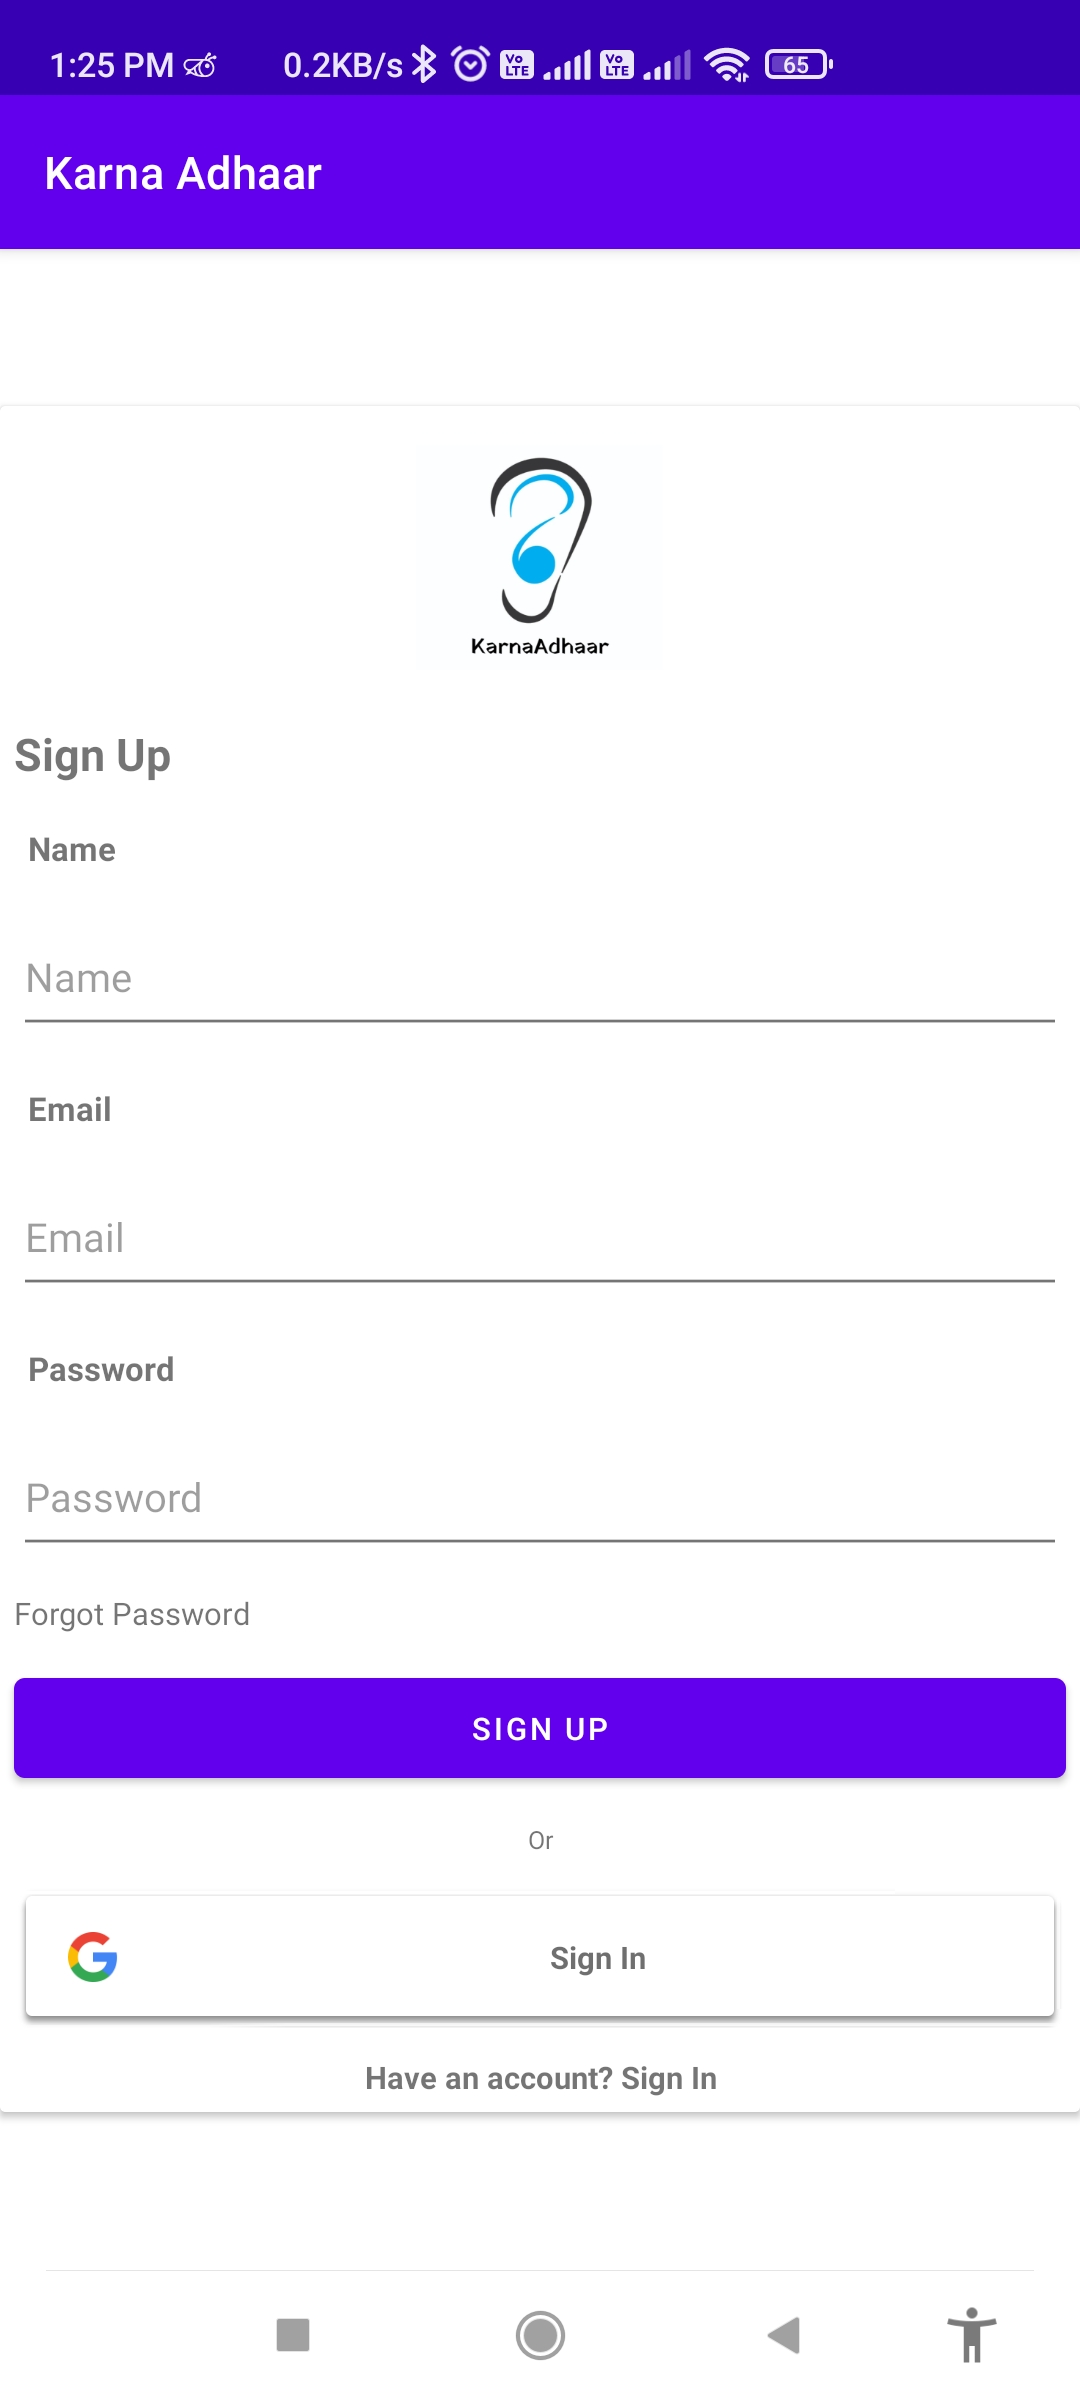 1:25 PM 0.2KB/s Vo LTE Vo LTE 65
Karna Adhaar
KarnaAdhaar
Sign Up
Name
Name
Email
Email
Password
Password
Forgot Password
SIGN UP
Or
Sign In
Have an account? Sign In